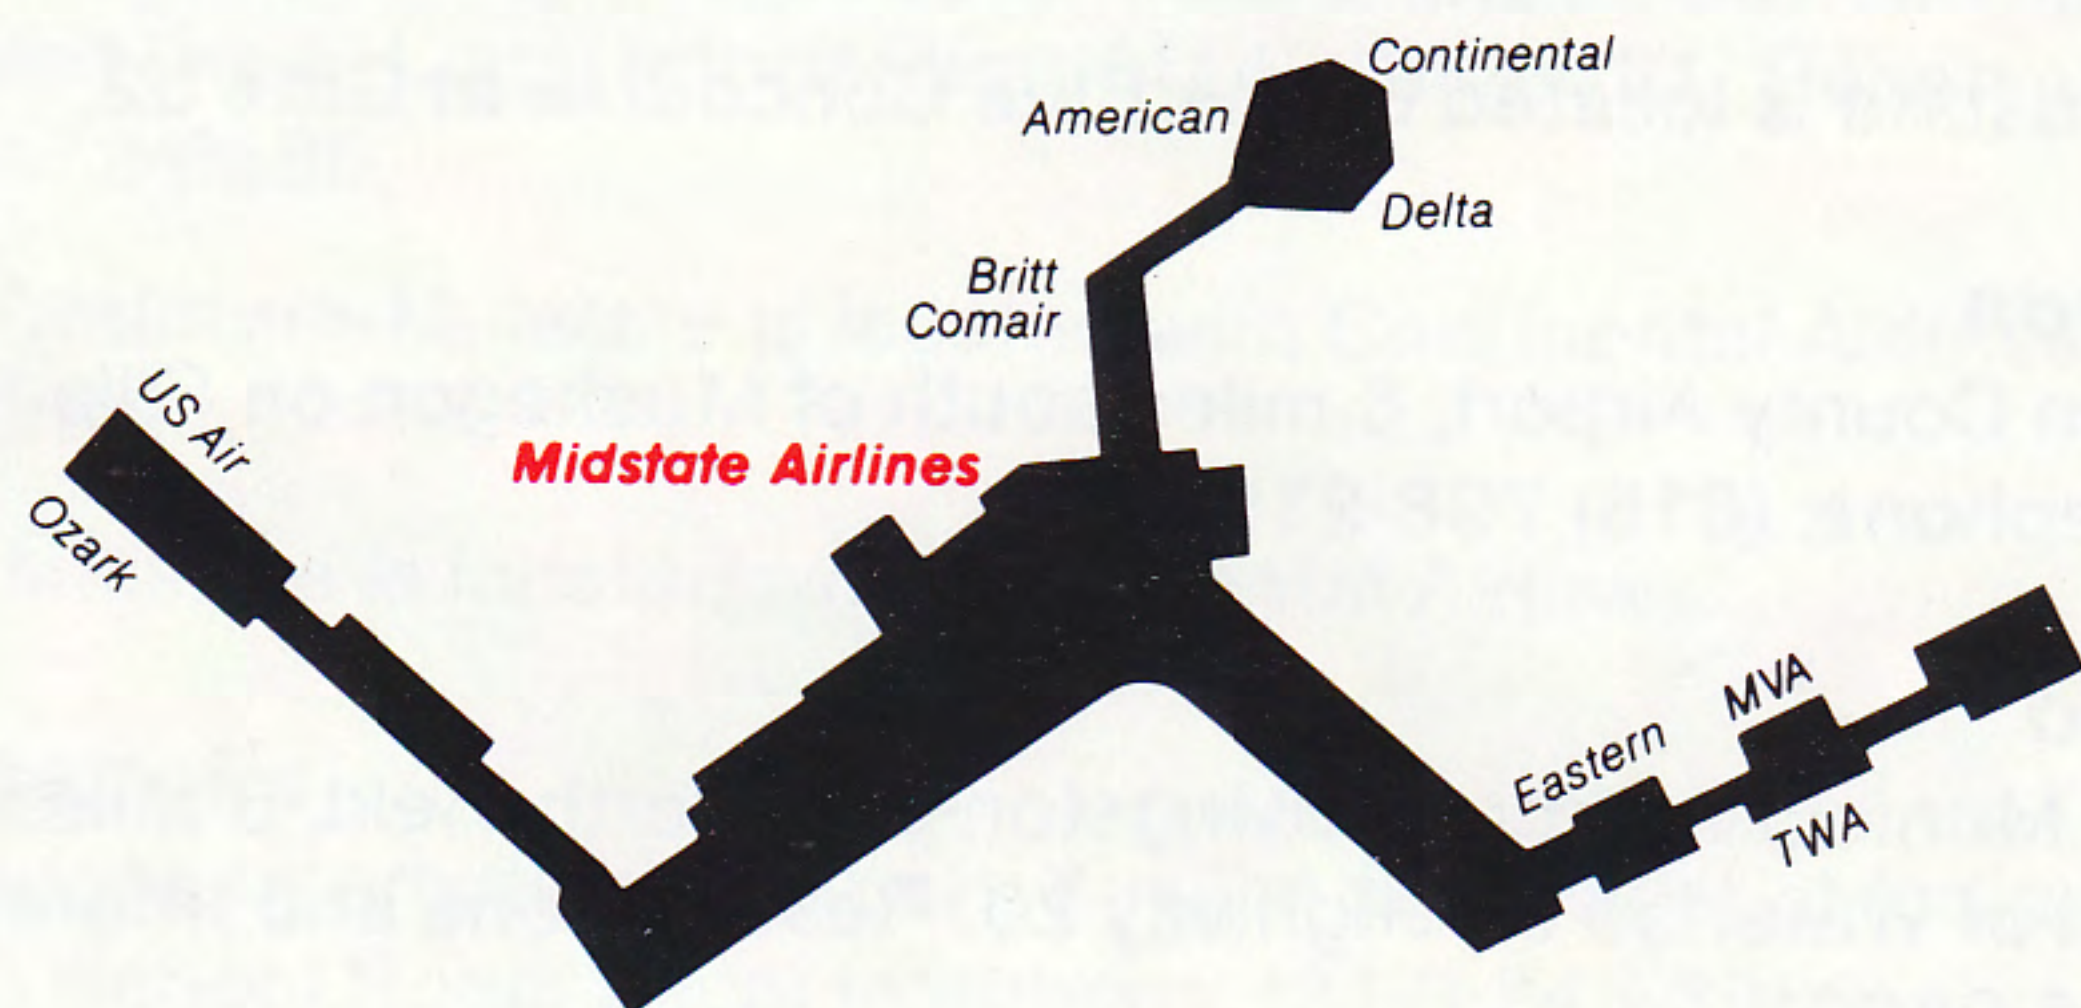 Continental
American
Delta
Britt
Comair
US Air
Midstate Airlines
Ozark
MVA
Eastern
TWA